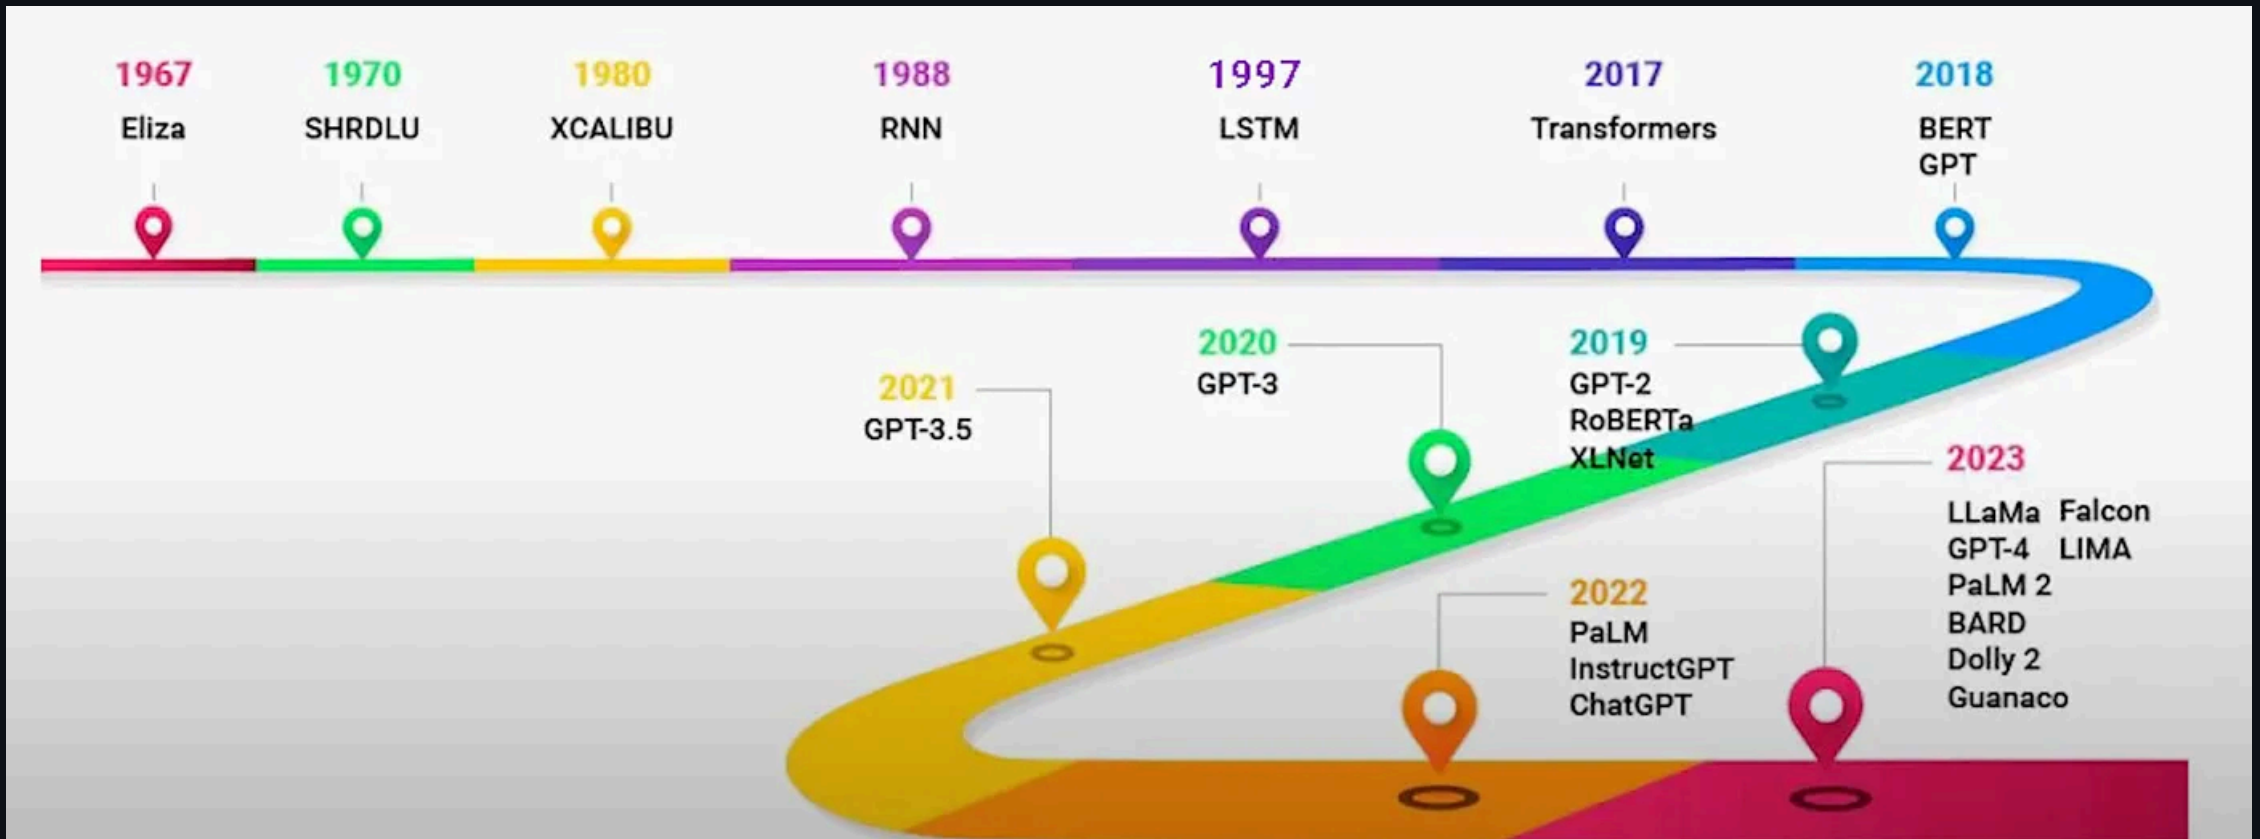 1967
Eliza
1970
SHRDLU
1980
XCALIBU
1988
RNN
1997
LSTM
2017
Transformers
2018
BERT
GPT
2019
GPT-2
RoBERTa
XLNet
2020
GPT-3
2021
GPT-3.5
2022
PaLM
InstructGPT
ChatGPT
2023
LLaMa Falcon
GPT-4 LIMA
PaLM 2
BARD
Dolly 2
Guanaco